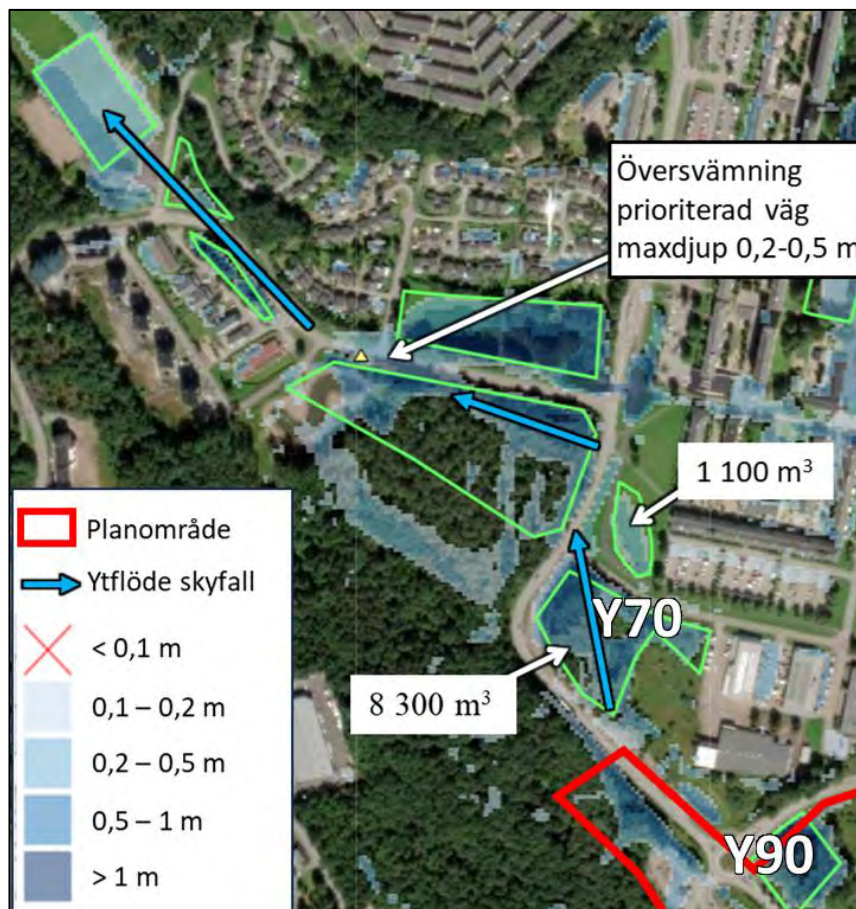 Översvämning
prioriterad väg
maxdjup 0,2-0,5 m
1 100 m³
Y70
8 300 m³
Y90
Planområde
Ytflöde skyfall
< 0,1 m
0,1 – 0,2 m
0,2 – 0,5 m
0,5 – 1 m
> 1 m